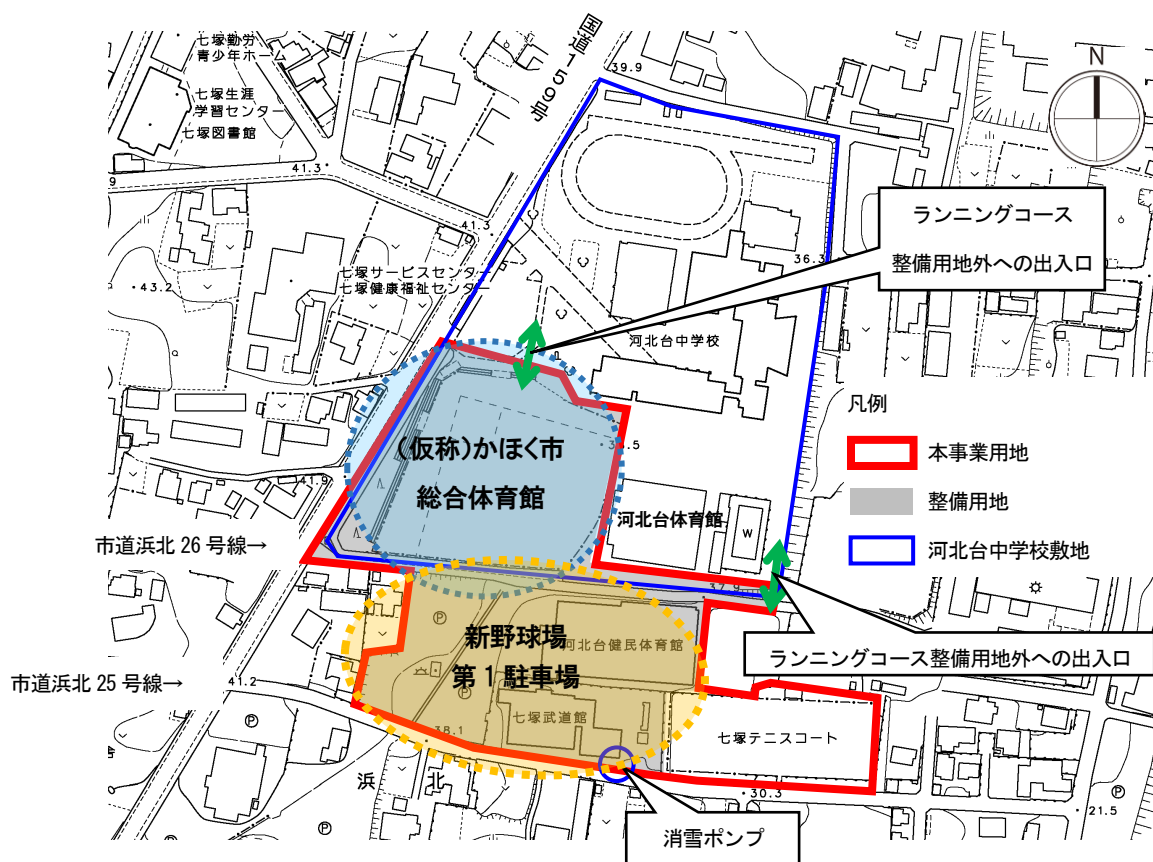 七塚勤労
青少年ホーム
七塚生涯
学習センター
七塚図書館
国道159号
39.9
N
41.3
41.3
ランニングコース
整備用地外への出入口
36.3
七塚サービスセンター
七塚健康福祉センター
43.2
河北台中学校
凡例
本事業用地
整備用地
河北台中学校敷地
(仮称)かほく市
総合体育館
41.9
河北台体育館
W
市道浜北26号線→
37.9
P
新野球場
第1駐車場
河北台健民体育館
ランニングコース整備用地外への出入口
市道浜北25号線→
41.2
P
P
七塚武道館
七塚テニスコート
38.1
浜北
30.3
21.5
P
P
消雪ポンプ